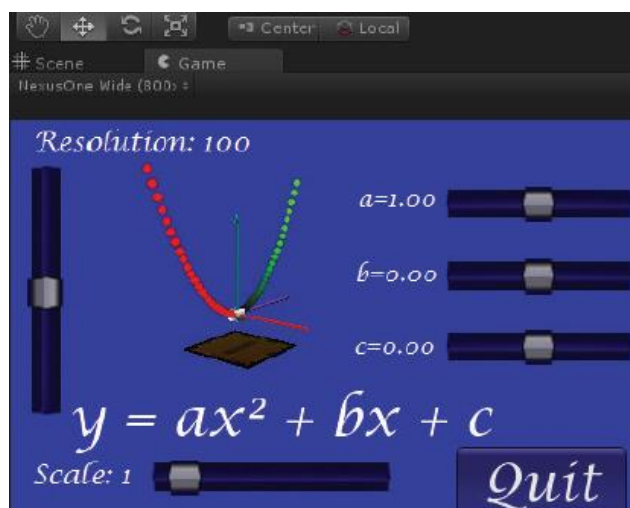 Center Local
Scene Game
NexusOne Wide (800x
Resolution: 100
a=1.00
b=0.00
c=0.00
y = ax² + bx + c
Scale: 1
Quit